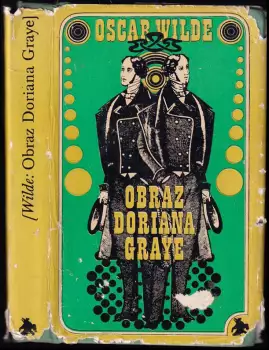 [Wilde: Obraz Doriana Graye]
OSCAR WILDE
OBRAZ
DORIANA
GRAYE